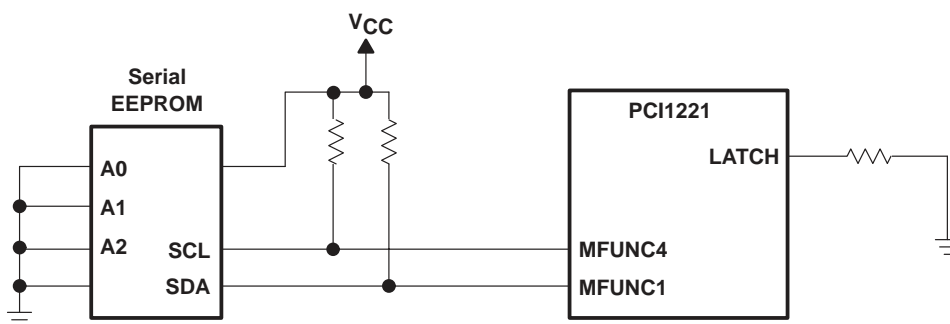 VCC
Serial
EEPROM
A0
A1
A2
SCL
SDA
PCI1221
LATCH
MFUNC4
MFUNC1